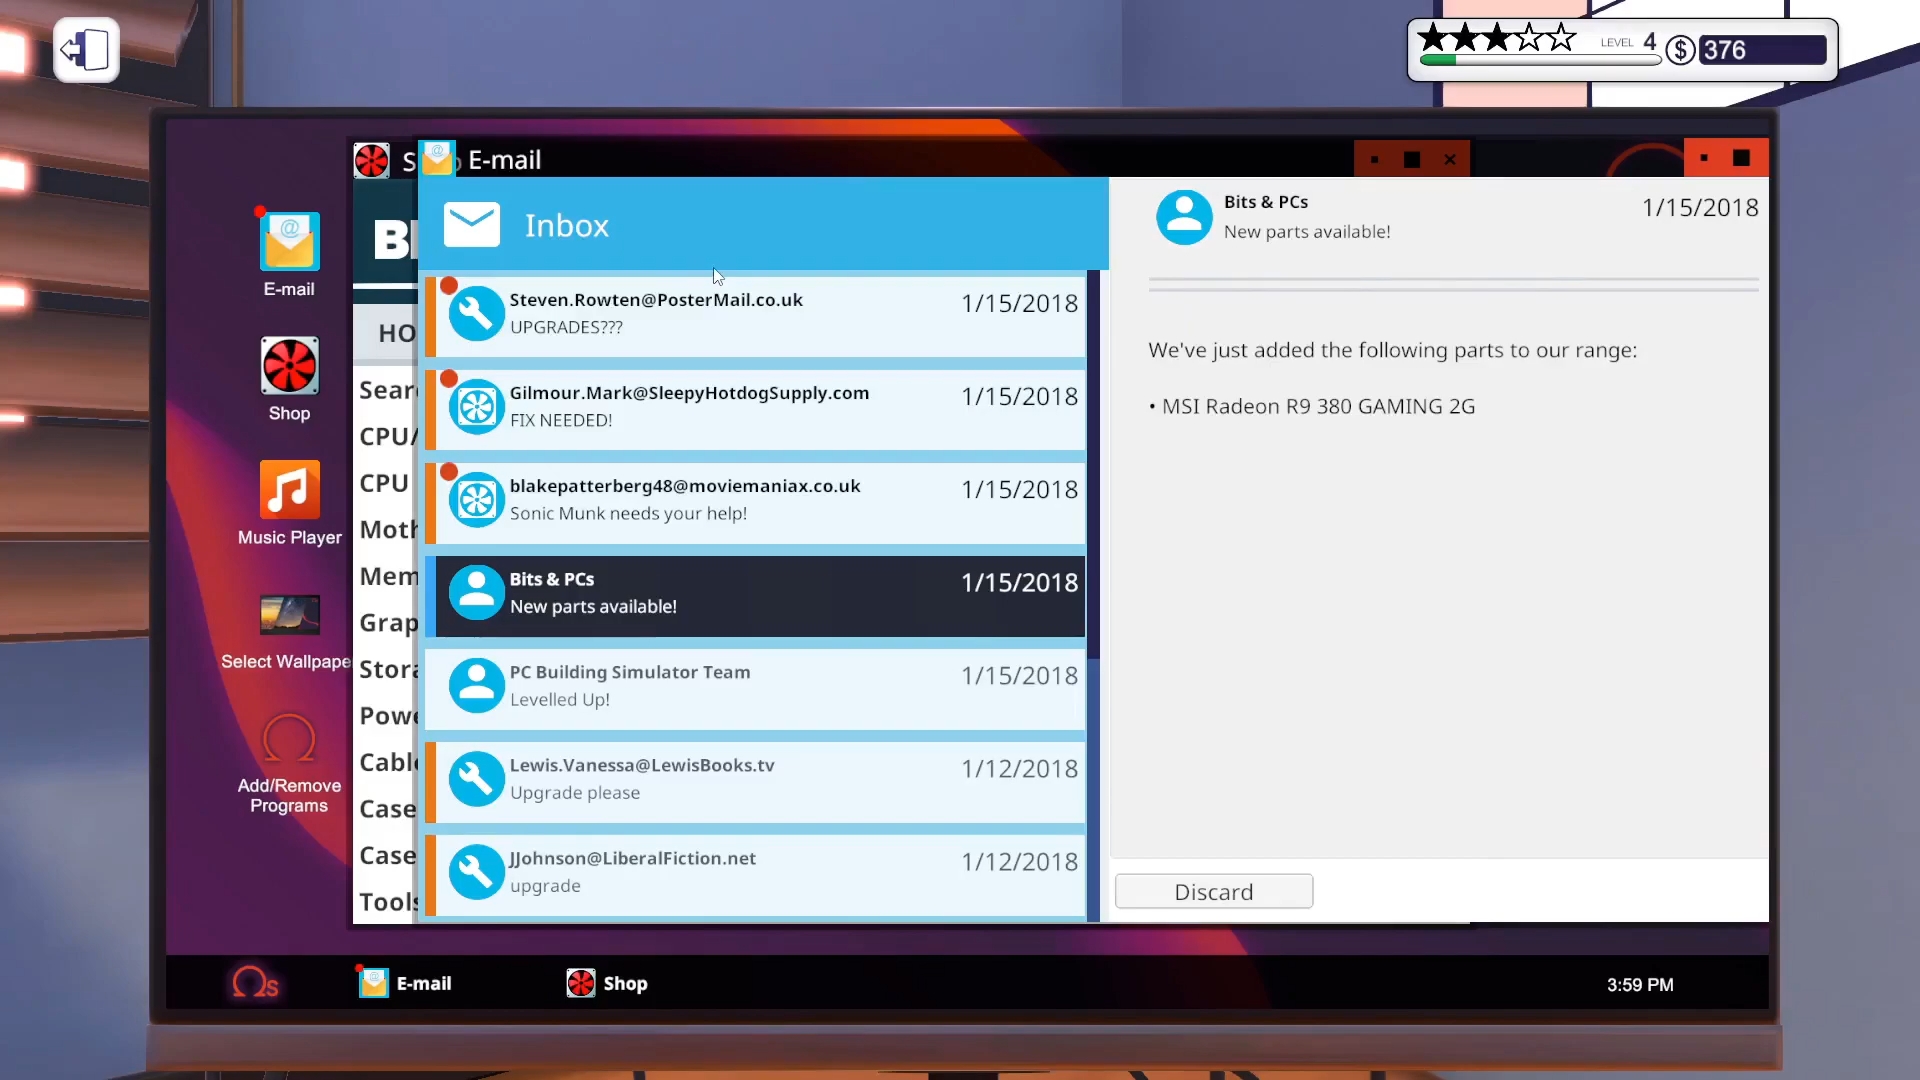 LEVEL 4 $ 376
S
E-mail
Inbox
Bits & PCs
1/15/2018
New parts available!
We've just added the following parts to our range:
• MSI Radeon R9 380 GAMING 2G
Discard
Steven.Rowten@PosterMail.co.uk
1/15/2018
UPGRADES???
Gilmour.Mark@SleepyHotdogSupply.com
1/15/2018
FIX NEEDED!
blakepatterberg48@moviemaniax.co.uk
1/15/2018
Sonic Munk needs your help!
Bits & PCs
1/15/2018
New parts available!
PC Building Simulator Team
1/15/2018
Levelled Up!
Lewis.Vanessa@LewisBooks.tv
1/12/2018
Upgrade please
JJohnson@LiberalFiction.net
1/12/2018
upgrade
E-mail
Shop
Music Player
Select Wallpape
Add/Remove
Programs
HO
Sear
CPU/
CPU
Moth
Mem
Grap
Stora
Powe
Cable
Case
Case
Tools
Ωs
E-mail
Shop
3:59 PM